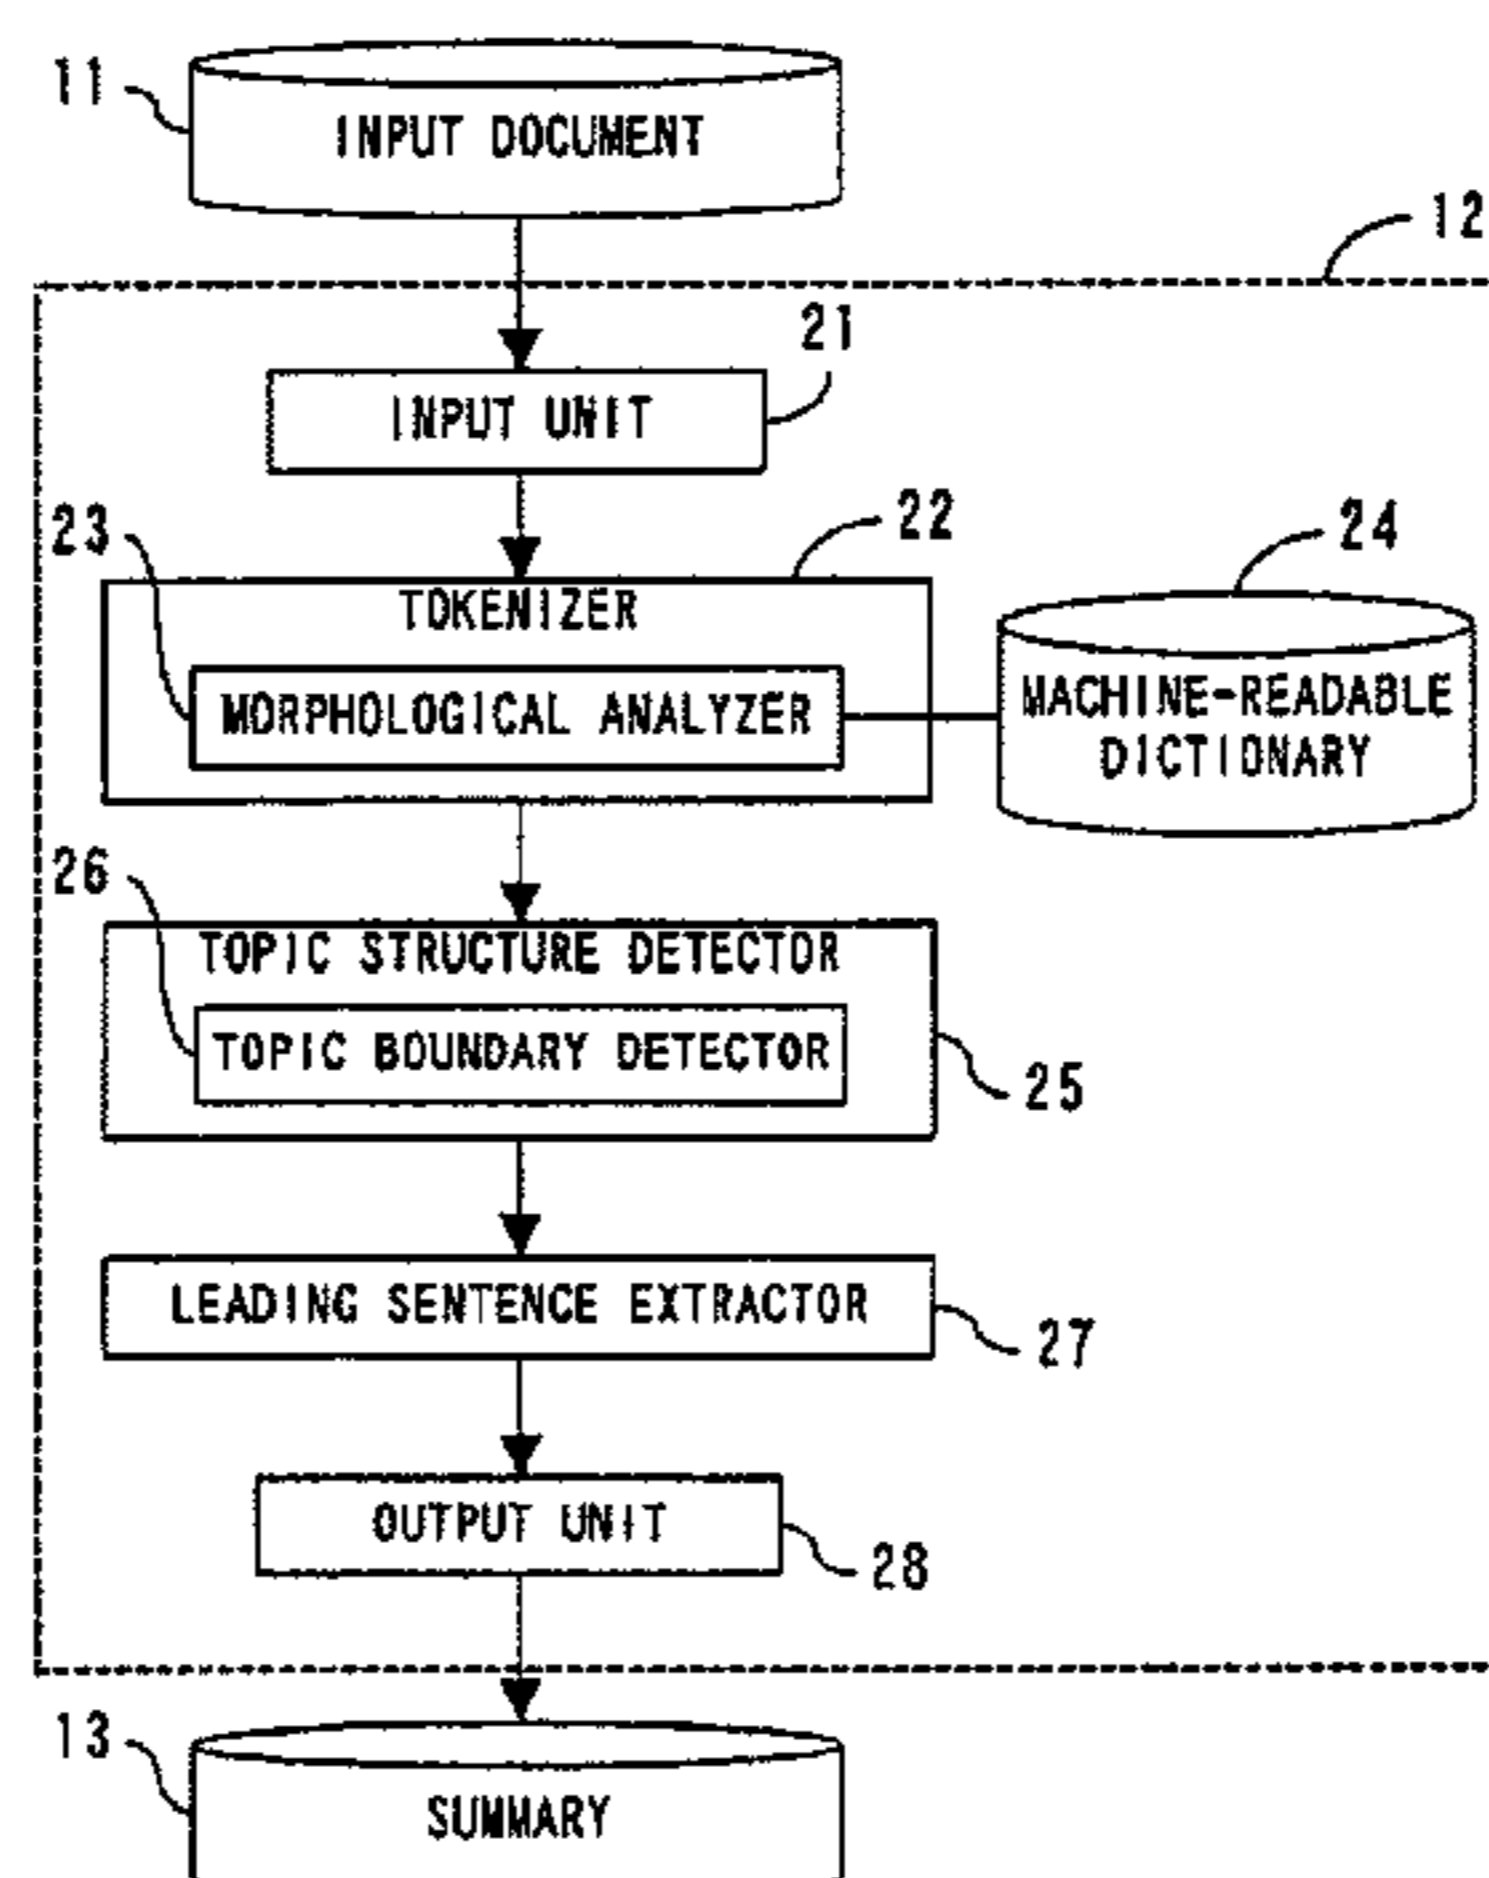 11
INPUT DOCUMENT
12
21
INPUT UNIT
23
22
24
TOKENIZER
MORPHOLOGICAL ANALYZER
MACHINE-READABLE
DICTIONARY
26
TOPIC STRUCTURE DETECTOR
TOPIC BOUNDARY DETECTOR
25
LEADING SENTENCE EXTRACTOR
27
OUTPUT UNIT
28
13
SUMMARY